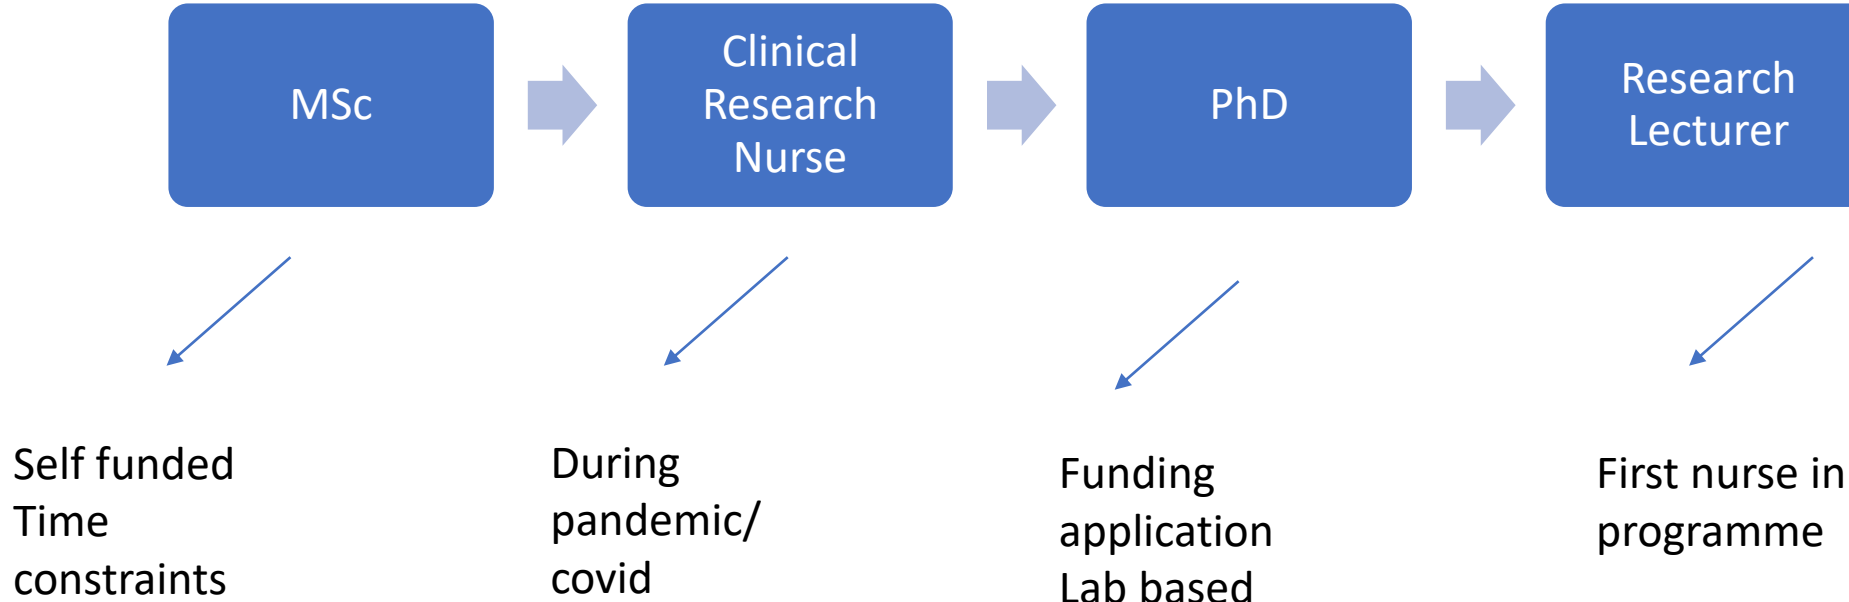 MSc
Clinical
Research
Nurse
PhD
Research
Lecturer
Self funded
Time
constraints
During
pandemic/
covid
Funding
application
Lab based
First nurse in
programme